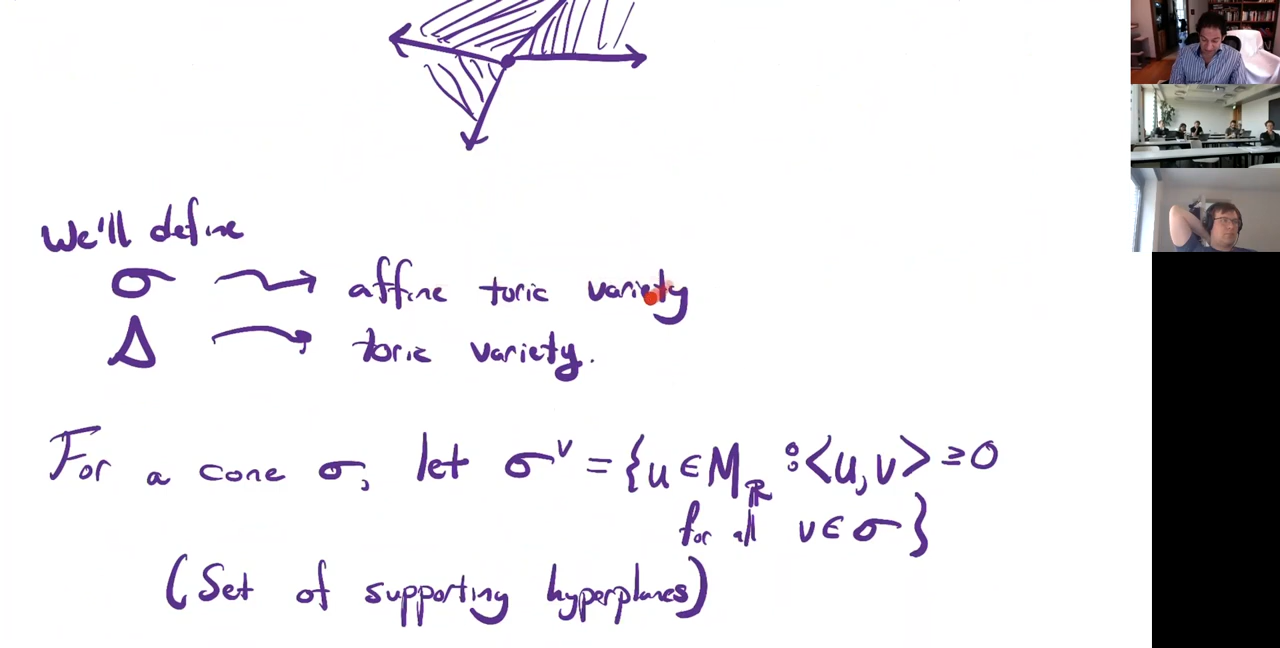 We'll define
σ ⇝ affine toric variety
Δ → toric variety.
For a cone σ, let σ^∨ = {u ∈ M_ℝ : <u, v> ≥ 0
for all v ∈ σ}
(Set of supporting hyperplanes)